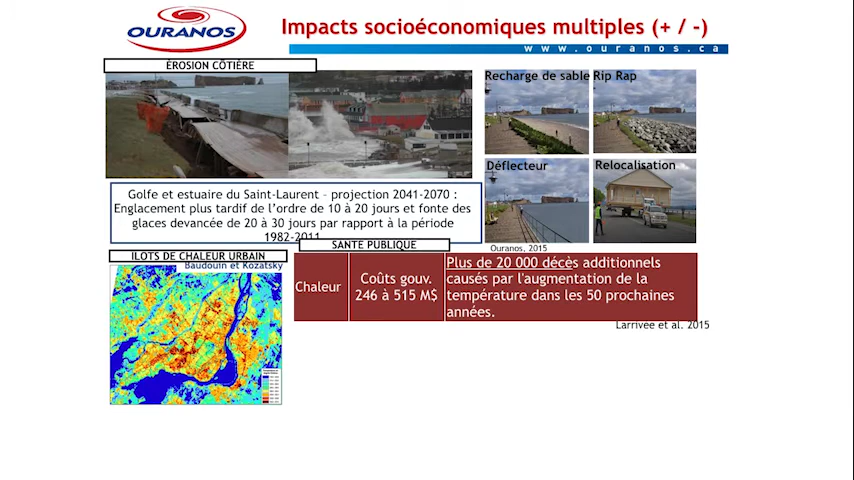 OURANOS
Impacts socioéconomiques multiples (+ / -)
www.ouranos.ca
ÉROSION CÔTIÈRE
Recharge de sable
Rip Rap
Déflecteur
Relocalisation
Golfe et estuaire du Saint-Laurent – projection 2041-2070 :
Englacement plus tardif de l'ordre de 10 à 20 jours et fonte des
glaces devancée de 20 à 30 jours par rapport à la période
1982-2011
Ouranos, 2015
SANTÉ PUBLIQUE
ILOTS DE CHALEUR URBAIN
Baudouin et Kozatsky
Chaleur
Coûts gouv.
246 à 515 M$
Plus de 20 000 décès additionnels
causés par l'augmentation de la
température dans les 50 prochaines
années.
Larrivée et al. 2015